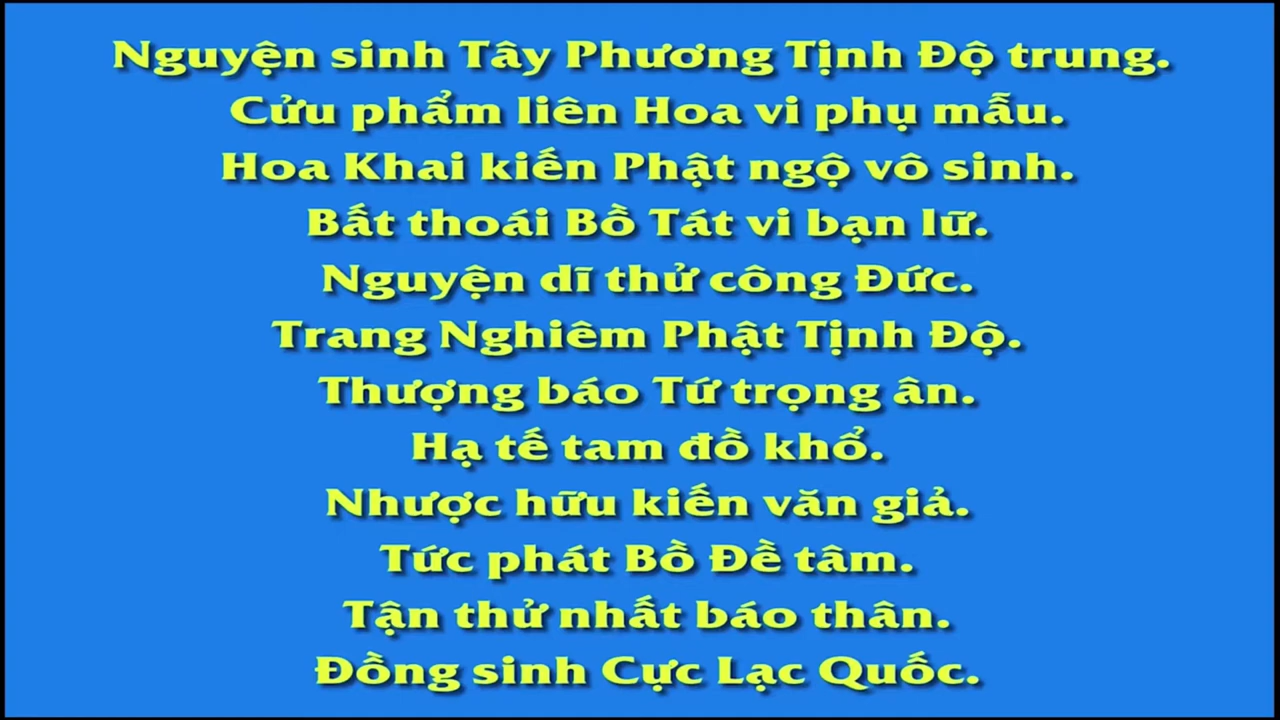 Nguyện sinh Tây Phương Tịnh Độ trung.
Cửu phẩm liên Hoa vi phụ mẫu.
Hoa Khai kiến Phật ngộ vô sinh.
Bất thoái Bồ Tát vi bạn lữ.
Nguyện dĩ thử công Đức.
Trang Nghiêm Phật Tịnh Độ.
Thượng báo Tứ trọng ân.
Hạ tế tam đồ khổ.
Nhược hữu kiến văn giả.
Tức phát Bồ Đề tâm.
Tận thử nhất báo thân.
Đồng sinh Cực Lạc Quốc.